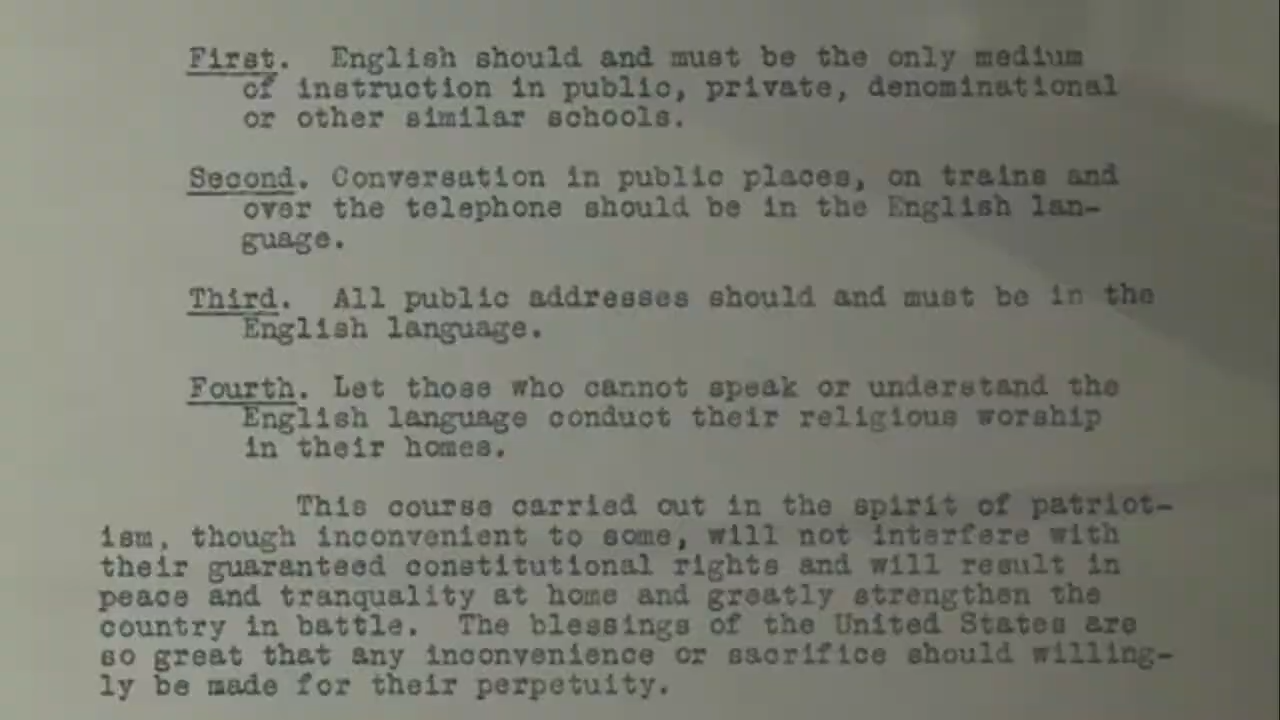 First. English should and must be the only medium
of instruction in public, private, denominational
or other similar schools.
Second. Conversation in public places, on trains and
over the telephone should be in the English lan-
guage.
Third. All public addresses should and must be in the
English language.
Fourth. Let those who cannot speak or understand the
English language conduct their religious worship
in their homes.
This course carried out in the spirit of patriot-
ism, though inconvenient to some, will not interfere with
their guaranteed constitutional rights and will result in
peace and tranquality at home and greatly strengthen the
country in battle. The blessings of the United States are
so great that any inconvenience or sacrifice should willing-
ly be made for their perpetuity.